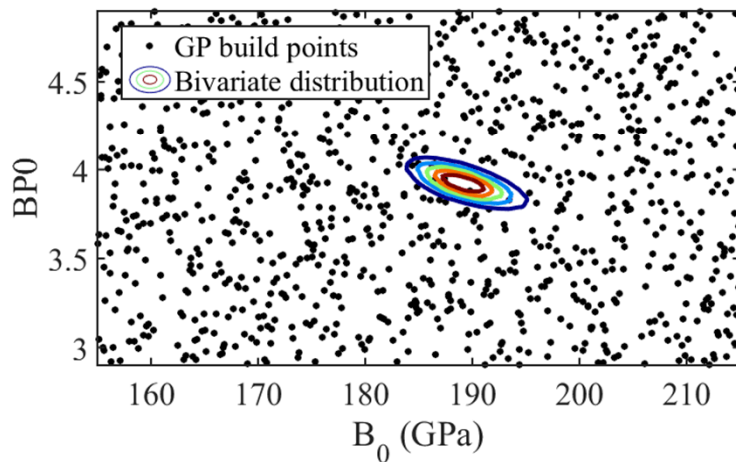 GP build points
Bivariate distribution
4.5
4
3.5
3
BP0
160 170 180 190 200 210
B_0 (GPa)